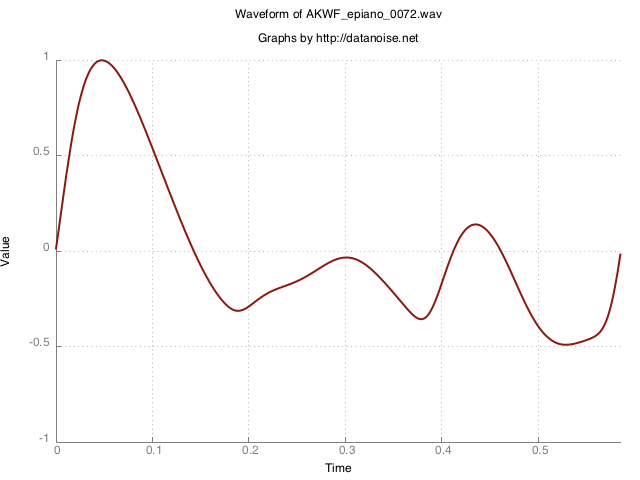 Waveform of AKWF_epiano_0072.wav
Graphs by http://datanoise.net
1
0.5
0
-0.5
-1
Value
0 0.1 0.2 0.3 0.4 0.5
Time